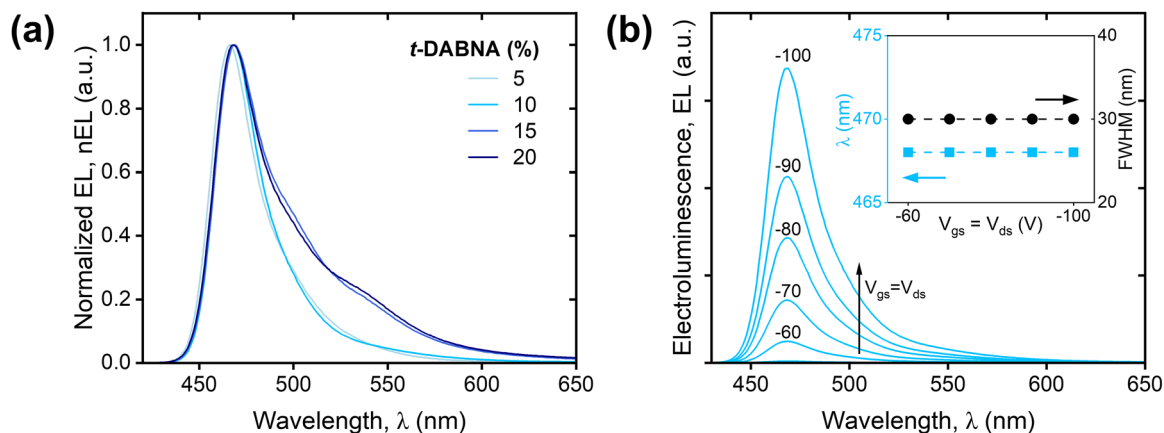 (a)
Normalized EL, nEL (a.u.)
1.0
0.8
0.6
0.4
0.2
0.0
t-DABNA (%)
5
10
15
20
450 500 550 600 650
Wavelength, λ (nm)
(b)
Electroluminescence, EL (a.u.)
-100
-90
-80
-70
-60
Vgs=Vds
475
470
465
λ (nm)
40
30
20
FWHM (nm)
-60 -100
Vgs = Vds (V)
450 500 550 600 650
Wavelength, λ (nm)